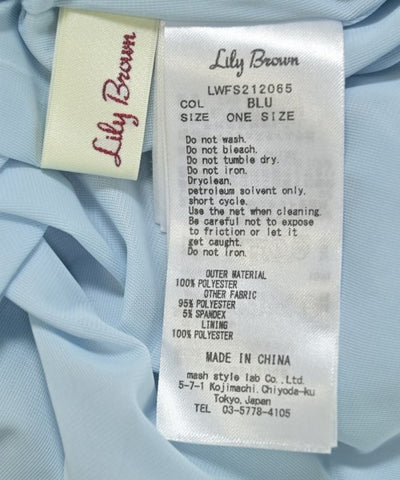 Lily Brown
Lily Brown
LWFS212065
COL BLU
SIZE ONE SIZE
Do not wash.
Do not bleach.
Do not tumble dry.
Do not iron.
Dryclean,
petroleum solvent only,
short cycle.
Use the net when cleaning.
Be careful not to expose
to friction or let it
get caught.
Do not iron.
OUTER MATERIAL
100% POLYESTER
OTHER FABRIC
95% POLYESTER
5% SPANDEX
LINING
100% POLYESTER
MADE IN CHINA
mash style lab Co.,Ltd.
5-7-1 Kojimachi,Chiyoda-ku
Tokyo,Japan
TEL 03-5778-4105